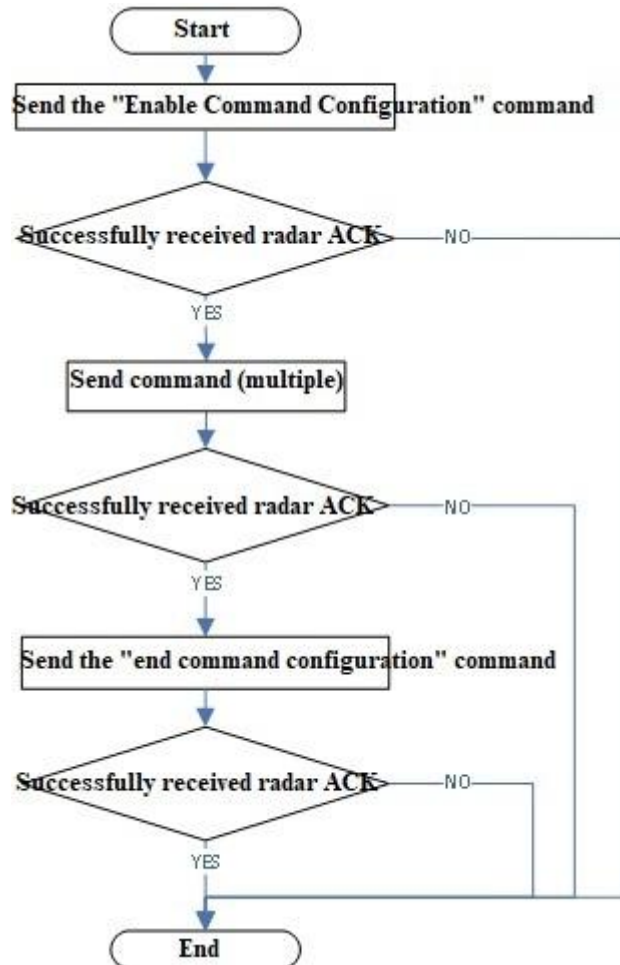 Start
Send the "Enable Command Configuration" command
Successfully received radar ACK
NO
YES
Send command (multiple)
Successfully received radar ACK
NO
YES
Send the "end command configuration" command
Successfully received radar ACK
NO
YES
End